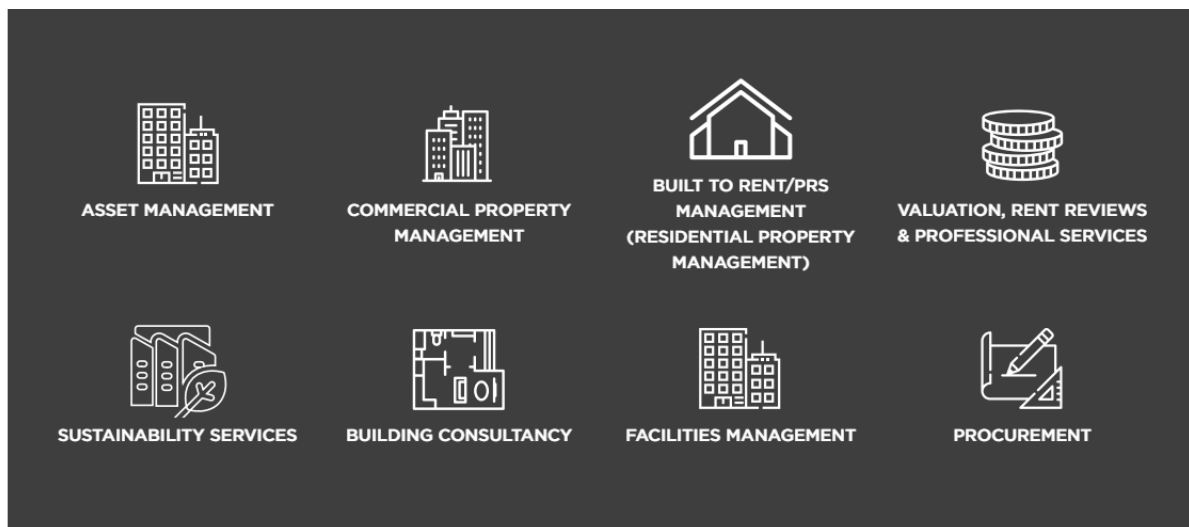 ASSET MANAGEMENT
COMMERCIAL PROPERTY
MANAGEMENT
BUILT TO RENT/PRS
MANAGEMENT
(RESIDENTIAL PROPERTY
MANAGEMENT)
VALUATION, RENT REVIEWS
& PROFESSIONAL SERVICES
SUSTAINABILITY SERVICES
BUILDING CONSULTANCY
FACILITIES MANAGEMENT
PROCUREMENT